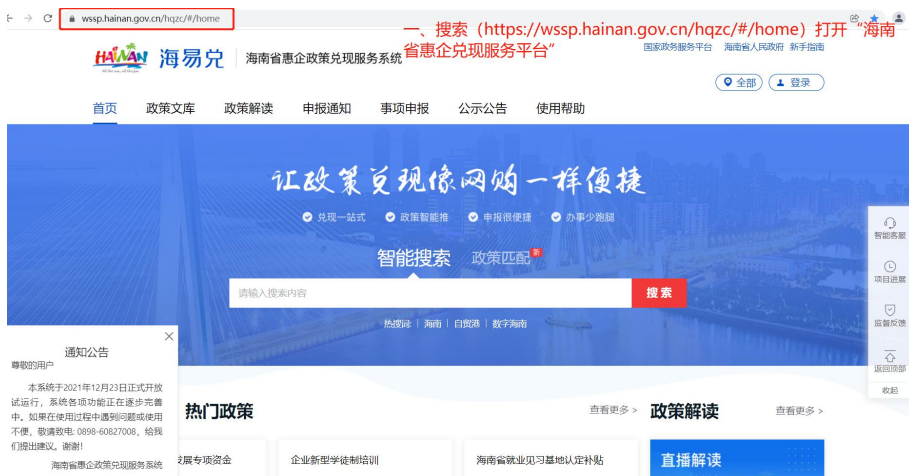 wssp.hainan.gov.cn/hqzc/#/home
一、搜索（https://wssp.hainan.gov.cn/hqzc/#/home）打开“海南
省惠企兑现服务平台”
HAINAN
海易兑
海南省惠企政策兑现服务系统
国家政务服务平台 海南省人民政府 新手指南
全部 登录
首页 政策文库 政策解读 申报通知 事项申报 公示公告 使用帮助
让政策兑现像网购一样便捷
兑现一站式 政策智能推 申报很便捷 办事少跑腿
智能搜索 政策匹配 新
请输入搜索内容 搜索
热搜词: | 海南 | 自贸港 | 数字海南
智能客服
项目进展
监督反馈
返回顶部
收起
通知公告
尊敬的用户
本系统于2021年12月23日正式开放
试运行，系统各项功能正在逐步完善
中。如果在使用过程中遇到问题或使用
不便，敬请致电: 0898-60827008，给我
们提出建议。谢谢!
海南省惠企政策兑现服务系统
热门政策 查看更多 >
政策解读 查看更多 >
发展专项资金 企业新型学徒制培训 海南省就业见习基地认定补贴
直播解读